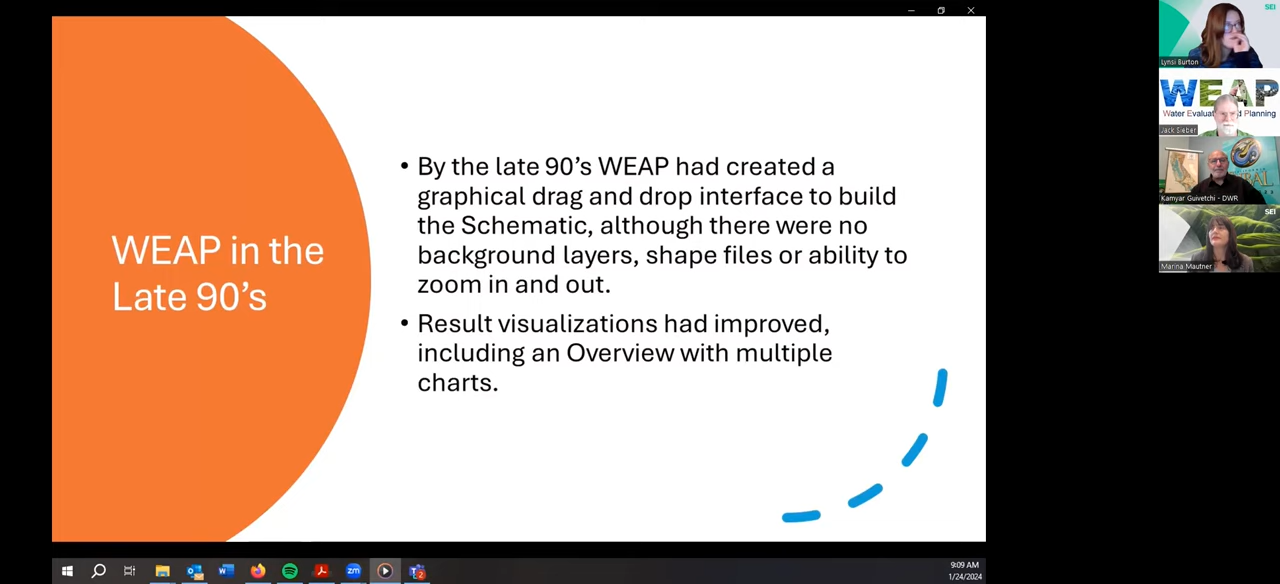 WEAP in the
Late 90's
• By the late 90's WEAP had created a
graphical drag and drop interface to build
the Schematic, although there were no
background layers, shape files or ability to
zoom in and out.
• Result visualizations had improved,
including an Overview with multiple
charts.
SEI
Lynsi Burton
WEAP
Water Evaluat d Planning
Jack Sieber
Kamyar Guivetchi - DWR
SEI
Marina Mautner
zm
9:09 AM
1/24/2024